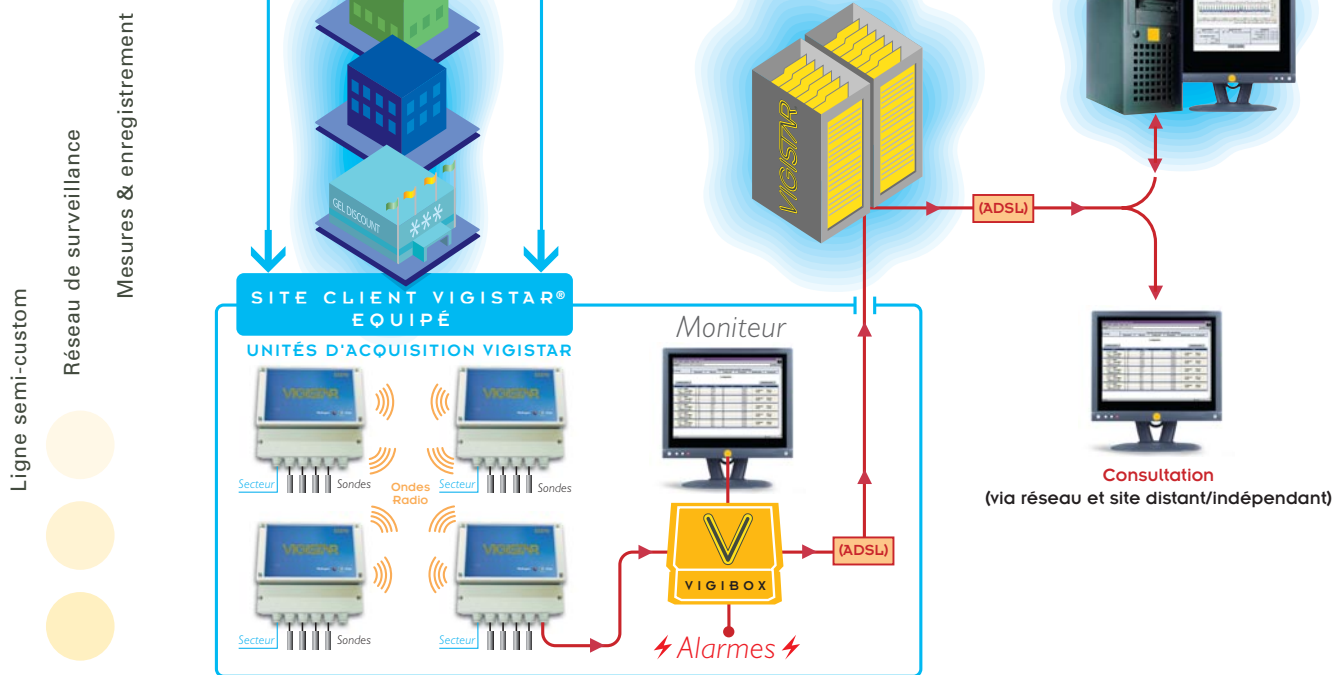 Ligne semi-custom
Réseau de surveillance
Mesures & enregistrement
GEL DISCOUNT
***
VIGISTAR
(ADSL)
SITE CLIENT VIGISTAR®
EQUIPÉ
UNITÉS D'ACQUISITION VIGISTAR
Moniteur
VIGISTAR
VIGISTAR
Secteur
Sondes
Ondes
Radio
Secteur
Sondes
Consultation
(via réseau et site distant/indépendant)
VIGISTAR
VIGISTAR
V
(ADSL)
VIGIBOX
Secteur
Sondes
Secteur
Alarmes